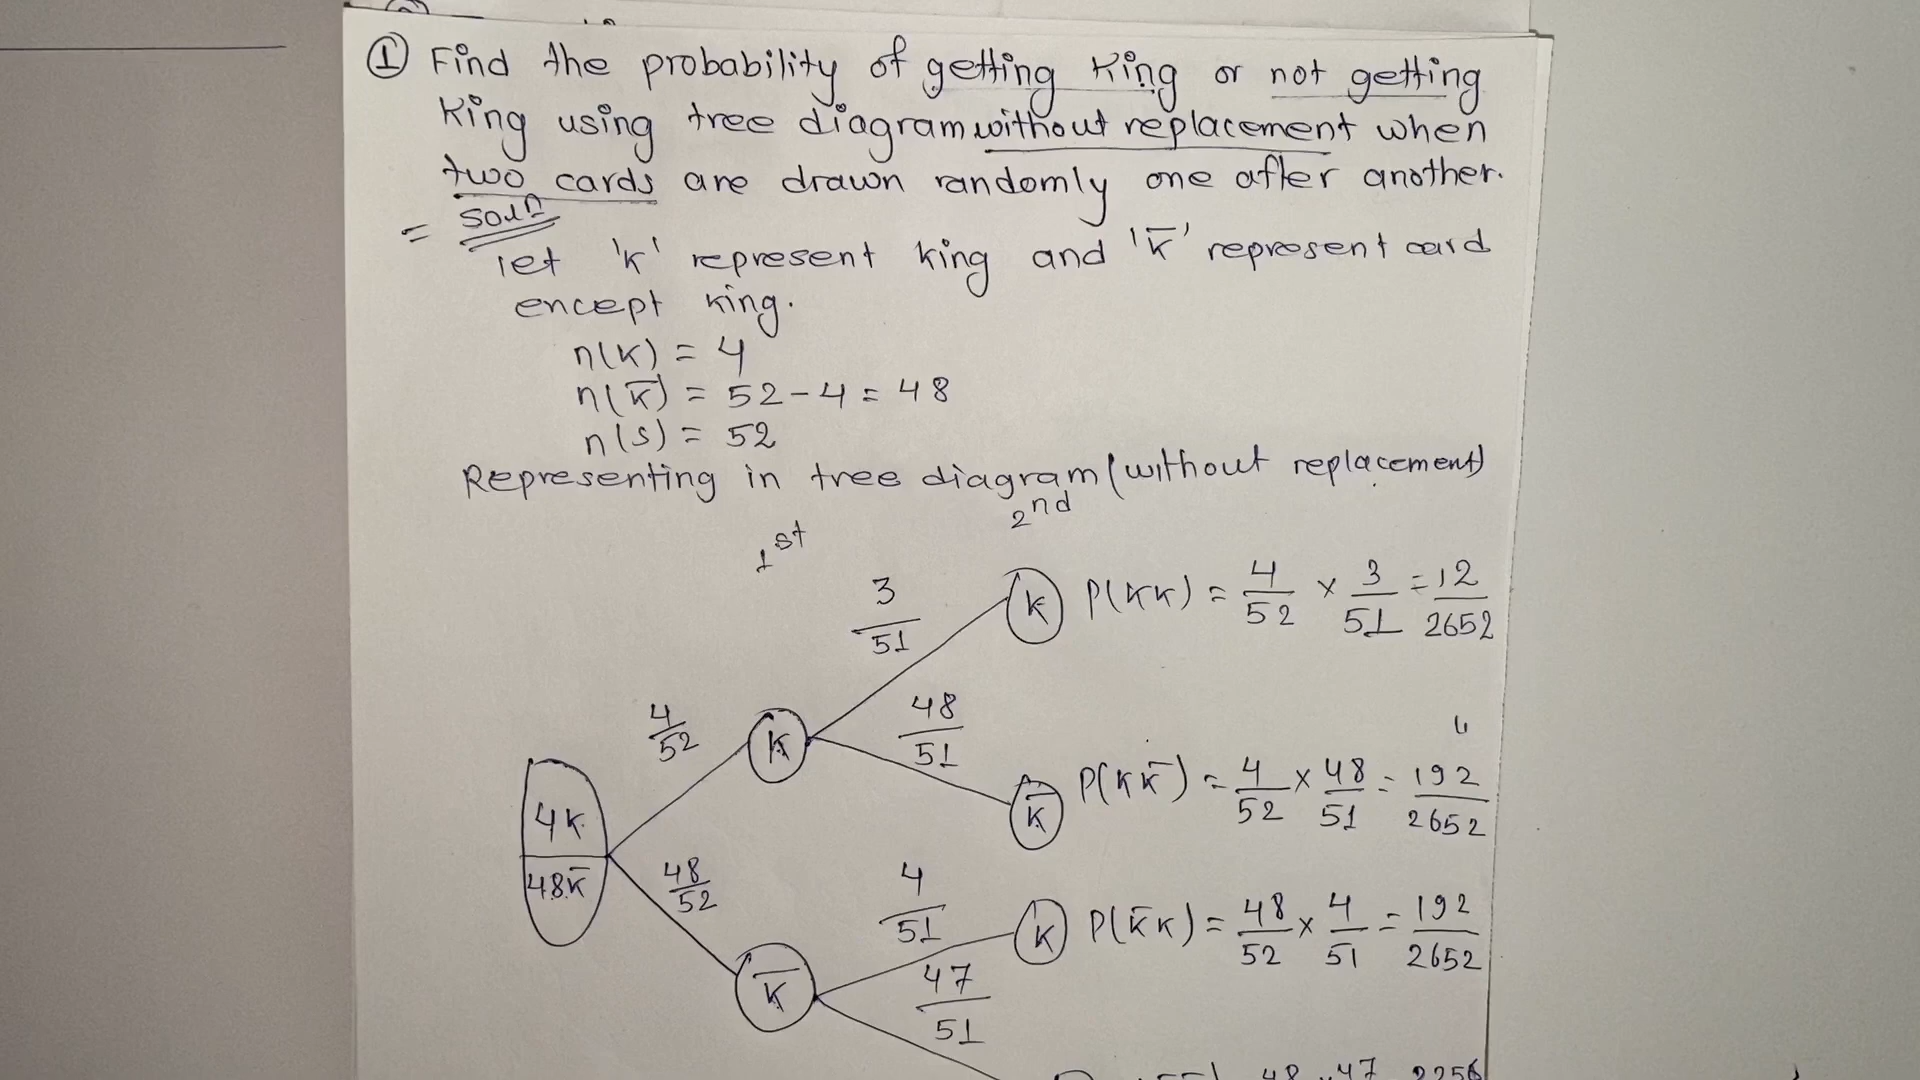 ① Find the probability of getting King or not getting
King using tree diagram without replacement when
two cards are drawn randomly one after another.
= Solⁿ
let 'K' represent king and 'K̅' represent card
encept king.
n(K) = 4
n(K̅) = 52 - 4 = 48
n(S) = 52
Representing in tree diagram (without replacement)
1st 2nd
3/51 K P(KK) = 4/52 × 3/51 = 12/2652
4/52 K 48/51
K̅ P(KK̅) = 4/52 × 48/51 = 192/2652
4K
48K̅
48/52 4/51 K P(K̅K) = 48/52 × 4/51 = 192/2652
K̅ 47/51
48 × 47 2256